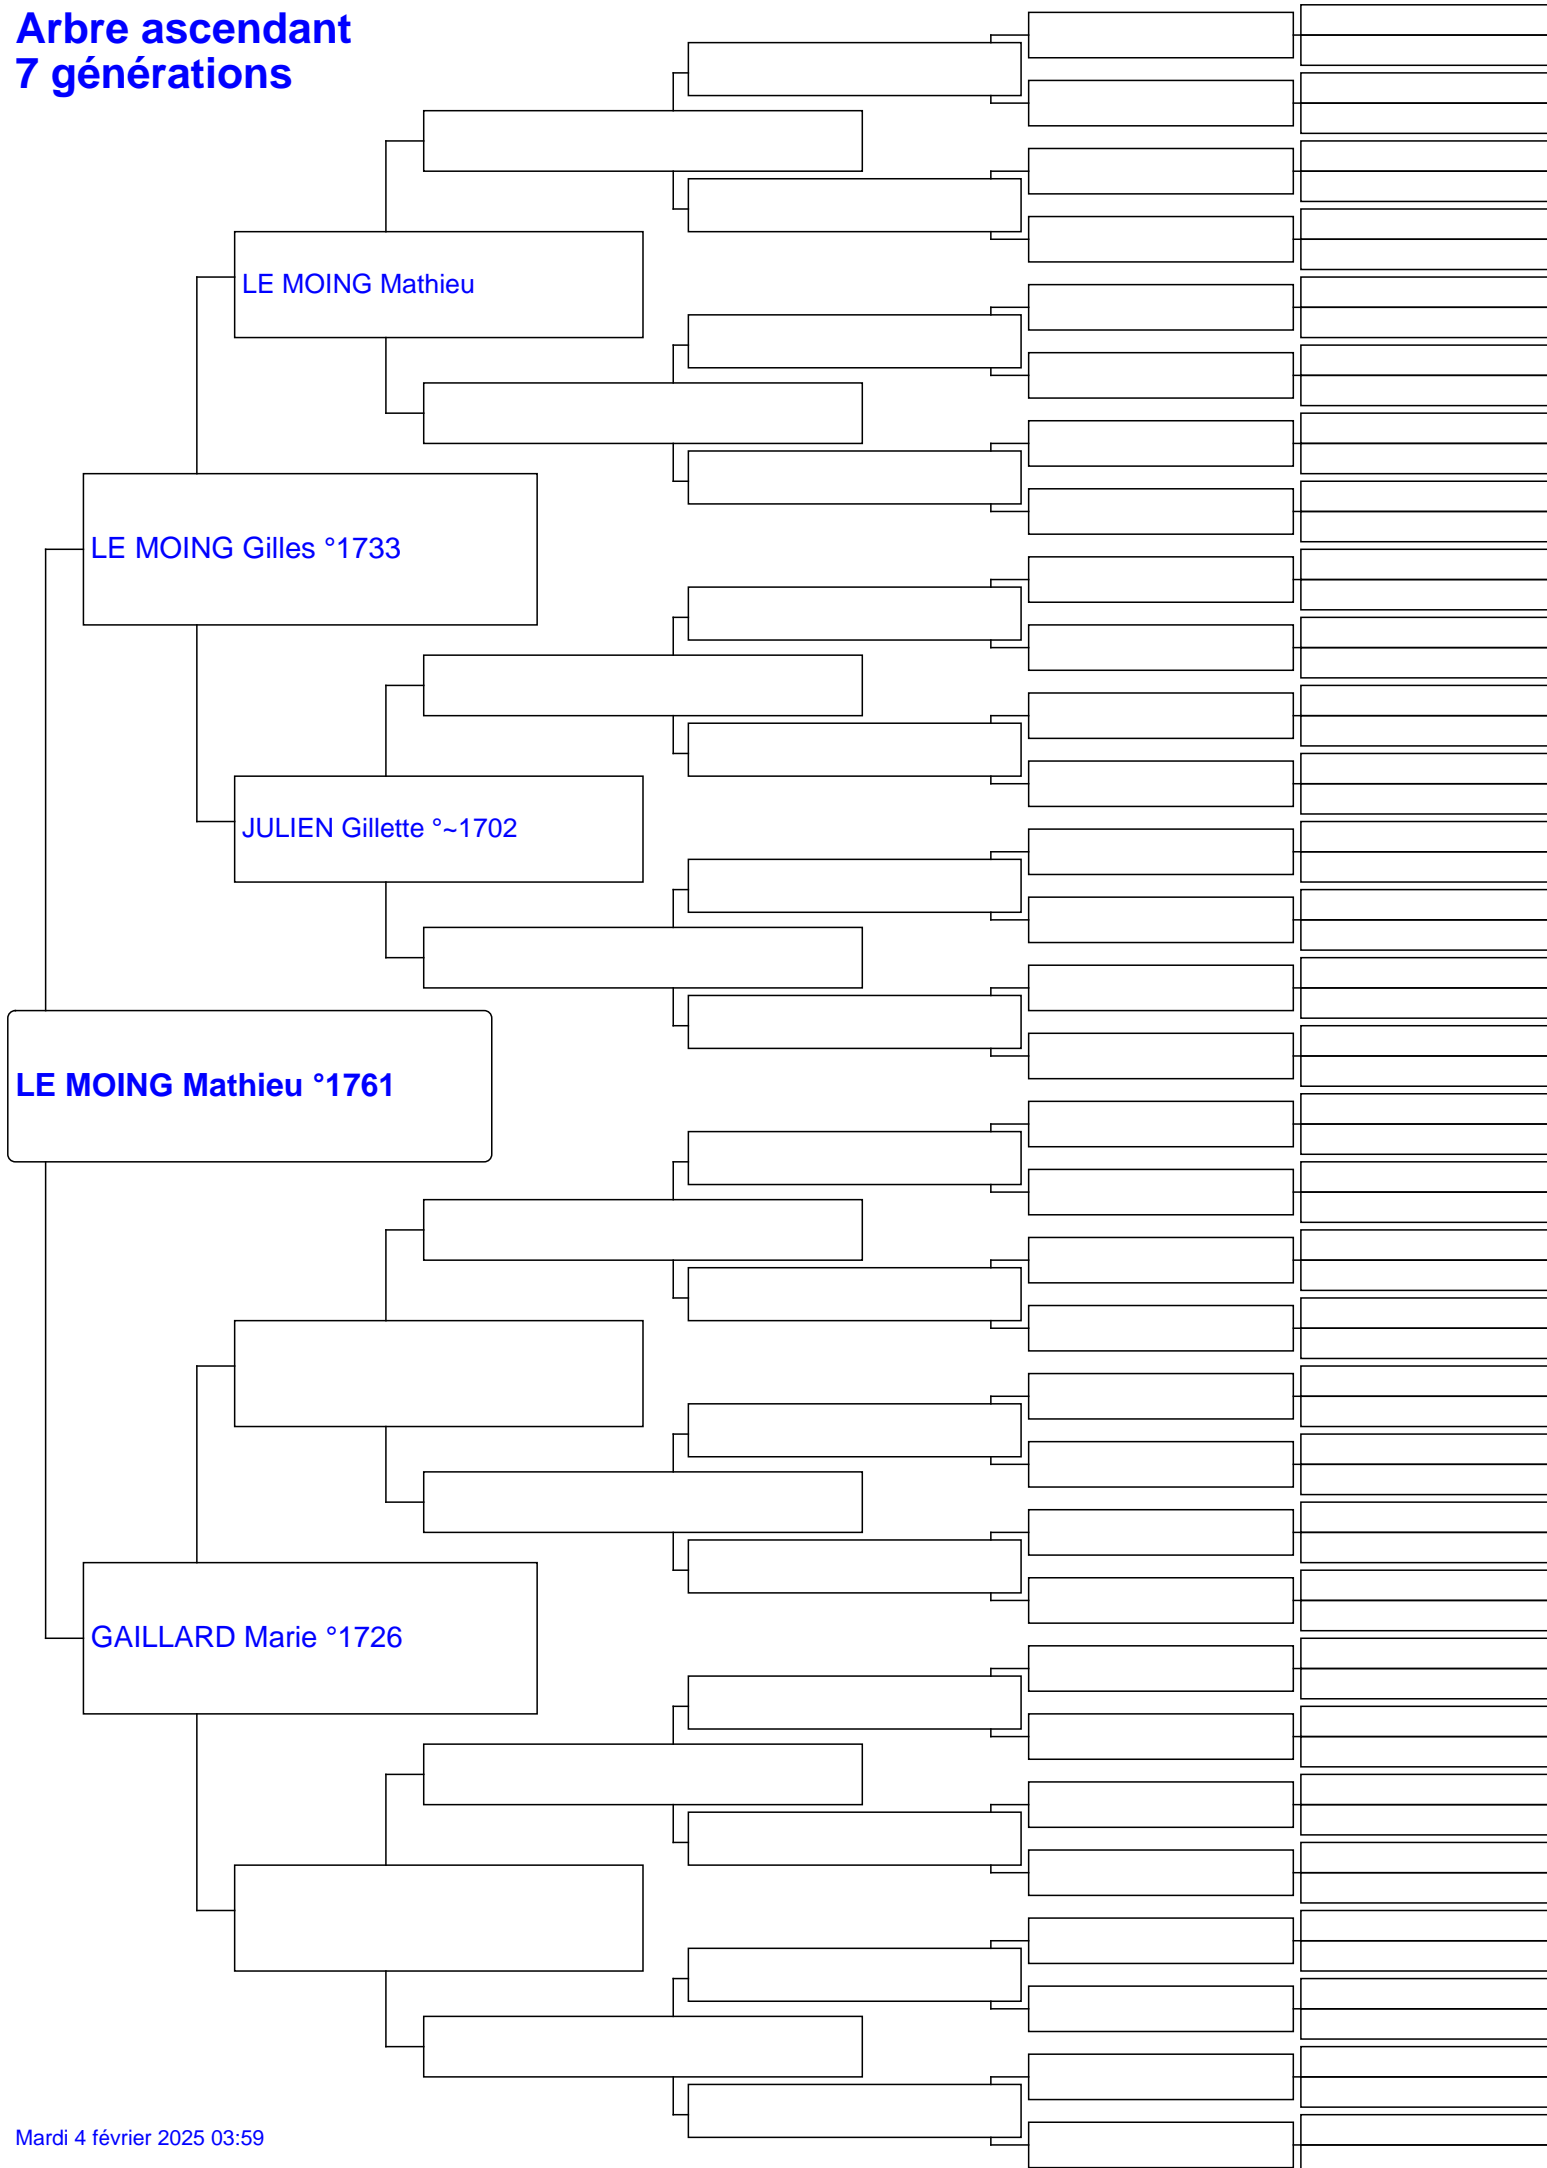 Arbre ascendant
7 générations
LE MOING Mathieu
LE MOING Gilles °1733
JULIEN Gillette °~1702
LE MOING Mathieu °1761
GAILLARD Marie °1726
Mardi 4 février 2025 03:59